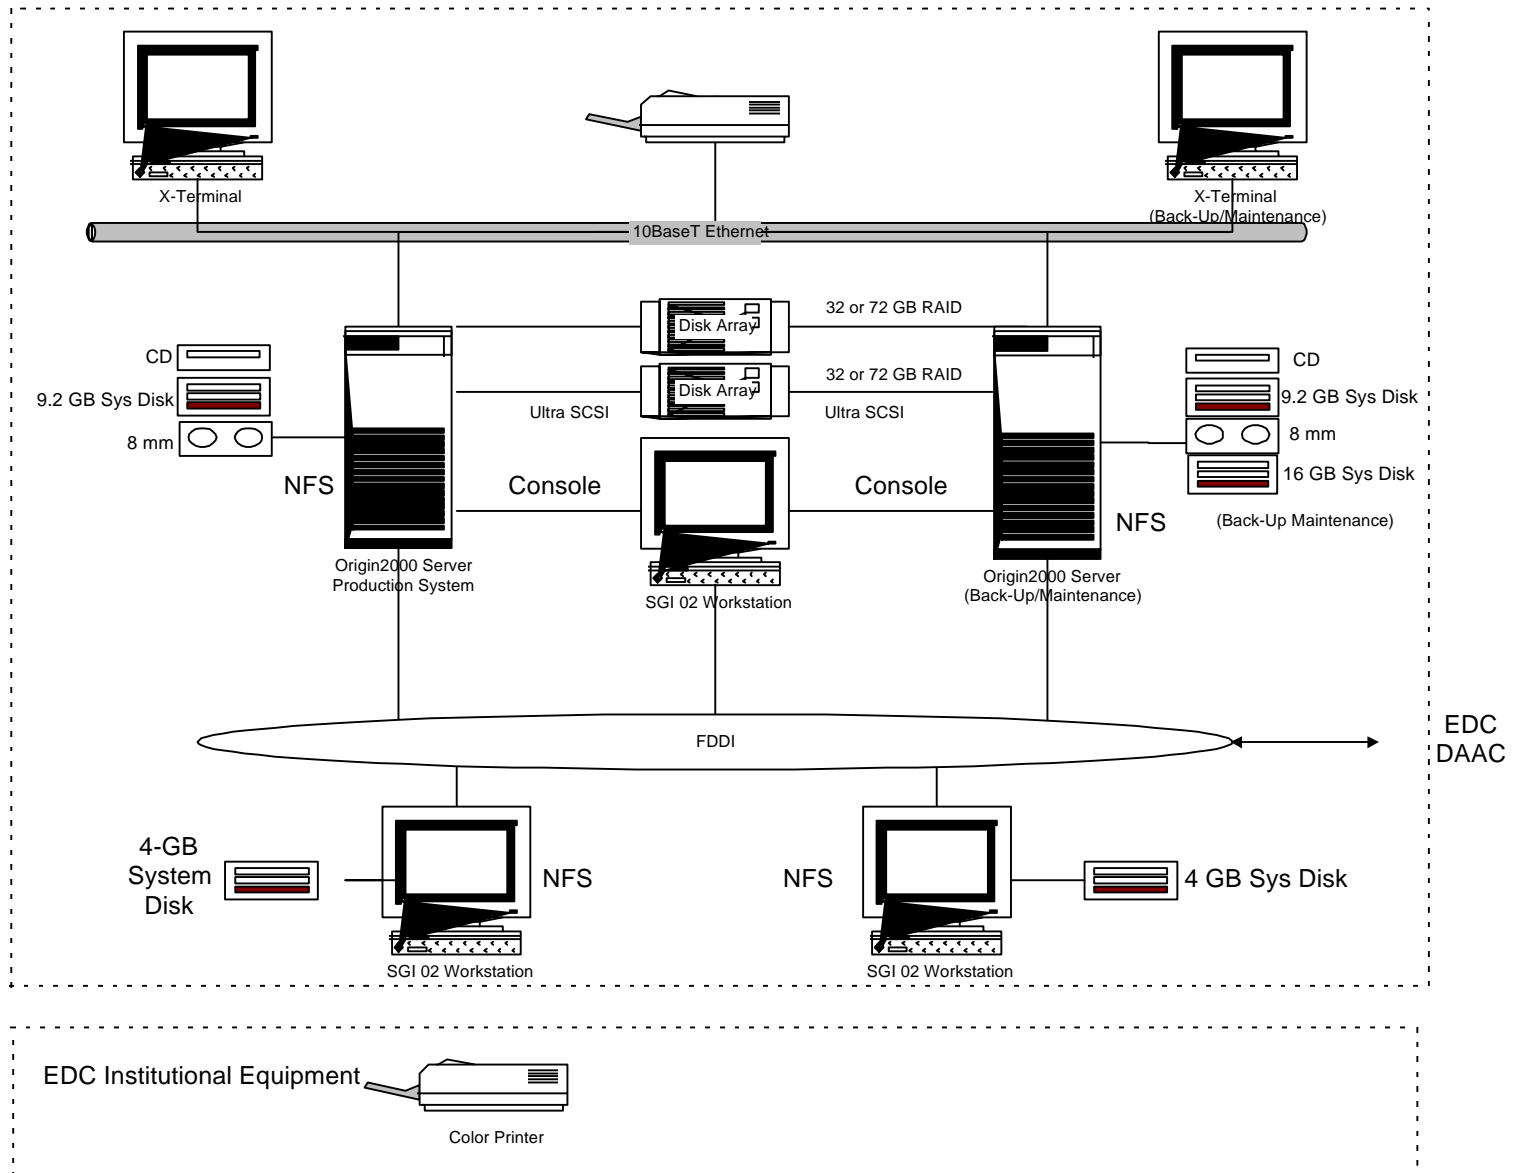 X-Terminal
X-Terminal
(Back-Up/Maintenance)
10BaseT Ethernet
Disk Array
32 or 72 GB RAID
CD
CD
9.2 GB Sys Disk
Disk Array
32 or 72 GB RAID
9.2 GB Sys Disk
Ultra SCSI
Ultra SCSI
8 mm
8 mm
NFS
Console
Console
16 GB Sys Disk
NFS
(Back-Up Maintenance)
Origin2000 Server
Production System
SGI 02 Workstation
Origin2000 Server
(Back-Up/Maintenance)
FDDI
EDC
DAAC
4-GB
System
Disk
NFS
NFS
4 GB Sys Disk
SGI 02 Workstation
SGI 02 Workstation
EDC Institutional Equipment
Color Printer